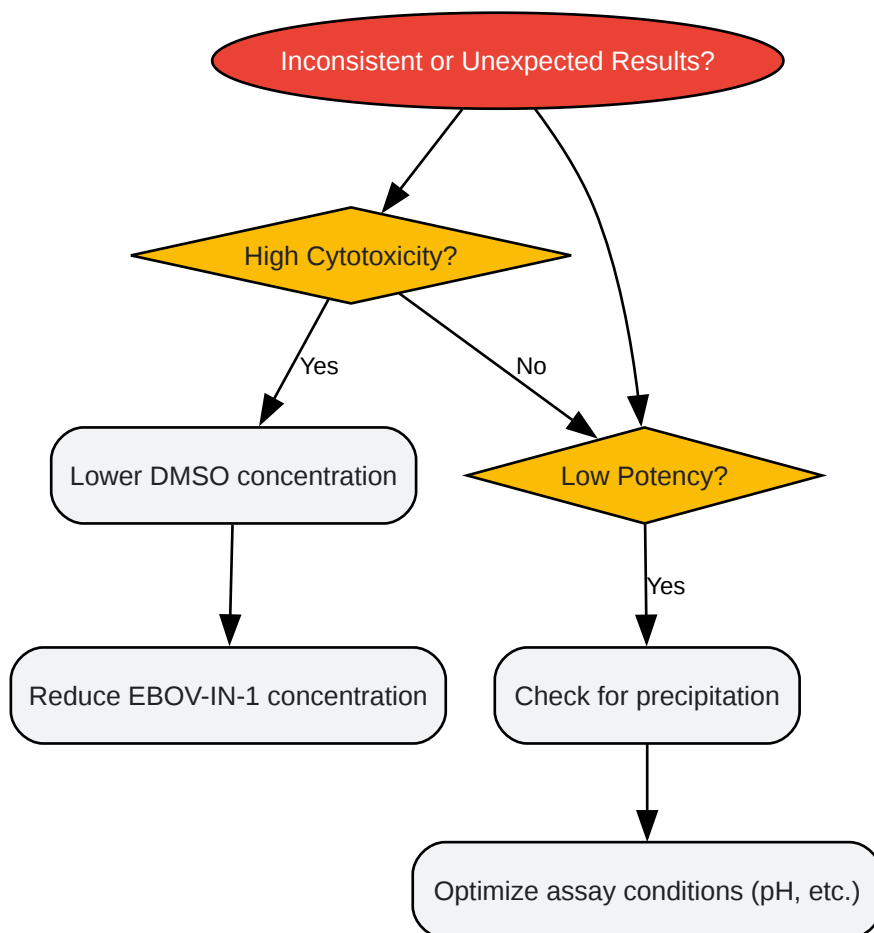 Inconsistent or Unexpected Results?
High Cytotoxicity?
Yes
No
Lower DMSO concentration
Low Potency?
Yes
Reduce EBOV-IN-1 concentration
Check for precipitation
Optimize assay conditions (pH, etc.)